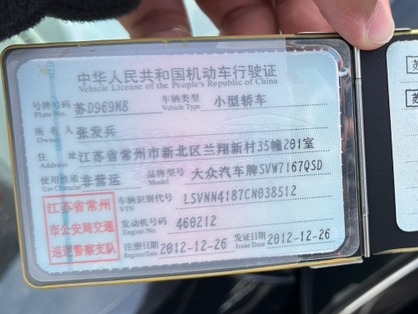 中华人民共和国机动车行驶证
Vehicle License of the People's Republic of China
号牌号码 苏D969M8 车辆类型 小型轿车
Plate No. Vehicle Type
所有人 张发兵
Owner
住址 江苏省常州市新北区兰翔新村35幢201室
Address
使用性质 非营运 品牌型号 大众汽车牌SVW7167QSD
Use Character Model
江苏省常州
市公安局交通
巡逻警察支队
车辆识别代号 LSVNN4187CN038512
VIN
发动机号码 460212
Engine No.
注册日期 2012-12-26 发证日期 2012-12-26
Register Date Issue Date